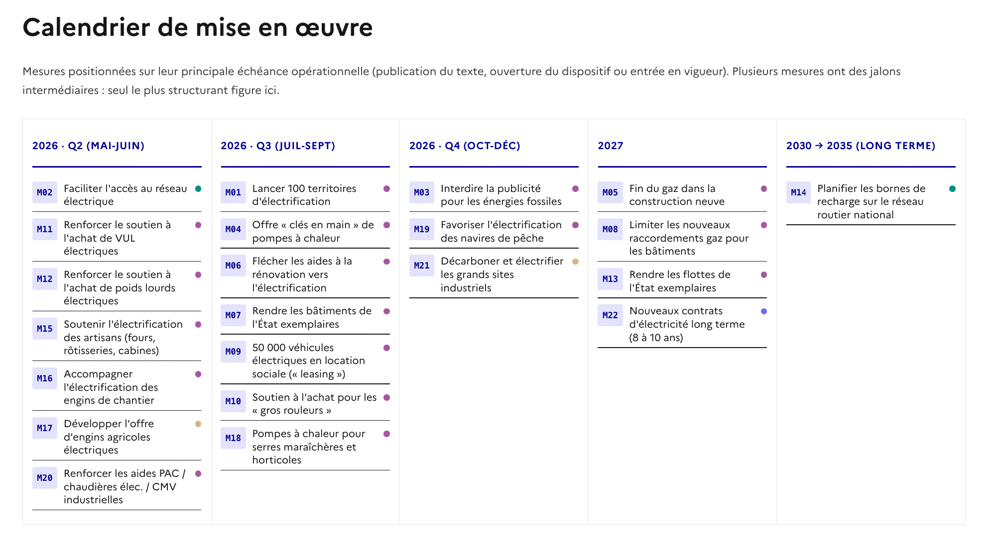 Calendrier de mise en œuvre
Mesures positionnées sur leur principale échéance opérationnelle (publication du texte, ouverture du dispositif ou entrée en vigueur). Plusieurs mesures ont des jalons
intermédiaires : seul le plus structurant figure ici.
2026 · Q2 (MAI-JUIN)
M02
Faciliter l'accès au réseau
électrique
M11
Renforcer le soutien à
l'achat de VUL
électriques
M12
Renforcer le soutien à
l'achat de poids lourds
électriques
M15
Soutenir l'électrification
des artisans (fours,
rôtisseries, cabines)
M16
Accompagner
l'électrification des
engins de chantier
M17
Développer l'offre
d'engins agricoles
électriques
M20
Renforcer les aides PAC /
chaudières élec. / CMV
industrielles
2026 · Q3 (JUIL-SEPT)
M01
Lancer 100 territoires
d'électrification
M04
Offre « clés en main » de
pompes à chaleur
M06
Flécher les aides à la
rénovation vers
l'électrification
M07
Rendre les bâtiments de
l'État exemplaires
M09
50 000 véhicules
électriques en location
sociale (« leasing »)
M10
Soutien à l'achat pour les
« gros rouleurs »
M18
Pompes à chaleur pour
serres maraîchères et
horticoles
2026 · Q4 (OCT-DÉC)
M03
Interdire la publicité
pour les énergies fossiles
M19
Favoriser l'électrification
des navires de pêche
M21
Décarboner et électrifier
les grands sites
industriels
2027
M05
Fin du gaz dans la
construction neuve
M08
Limiter les nouveaux
raccordements gaz pour
les bâtiments
M13
Rendre les flottes de
l'État exemplaires
M22
Nouveaux contrats
d'électricité long terme
(8 à 10 ans)
2030 → 2035 (LONG TERME)
M14
Planifier les bornes de
recharge sur le réseau
routier national